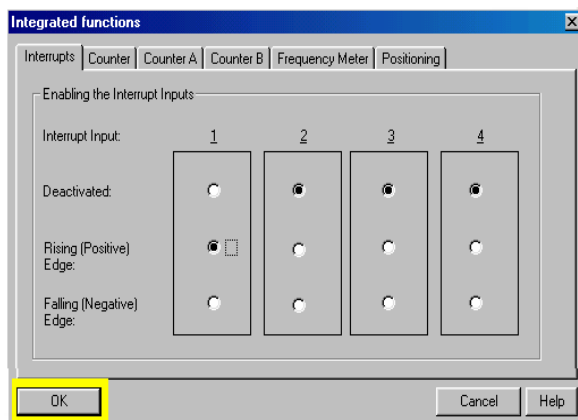 Integrated functions
Interrupts Counter Counter A Counter B Frequency Meter Positioning
Enabling the Interrupt Inputs
Interrupt Input: 1 2 3 4
Deactivated:
Rising (Positive)
Edge:
Falling (Negative)
Edge:
OK Cancel Help